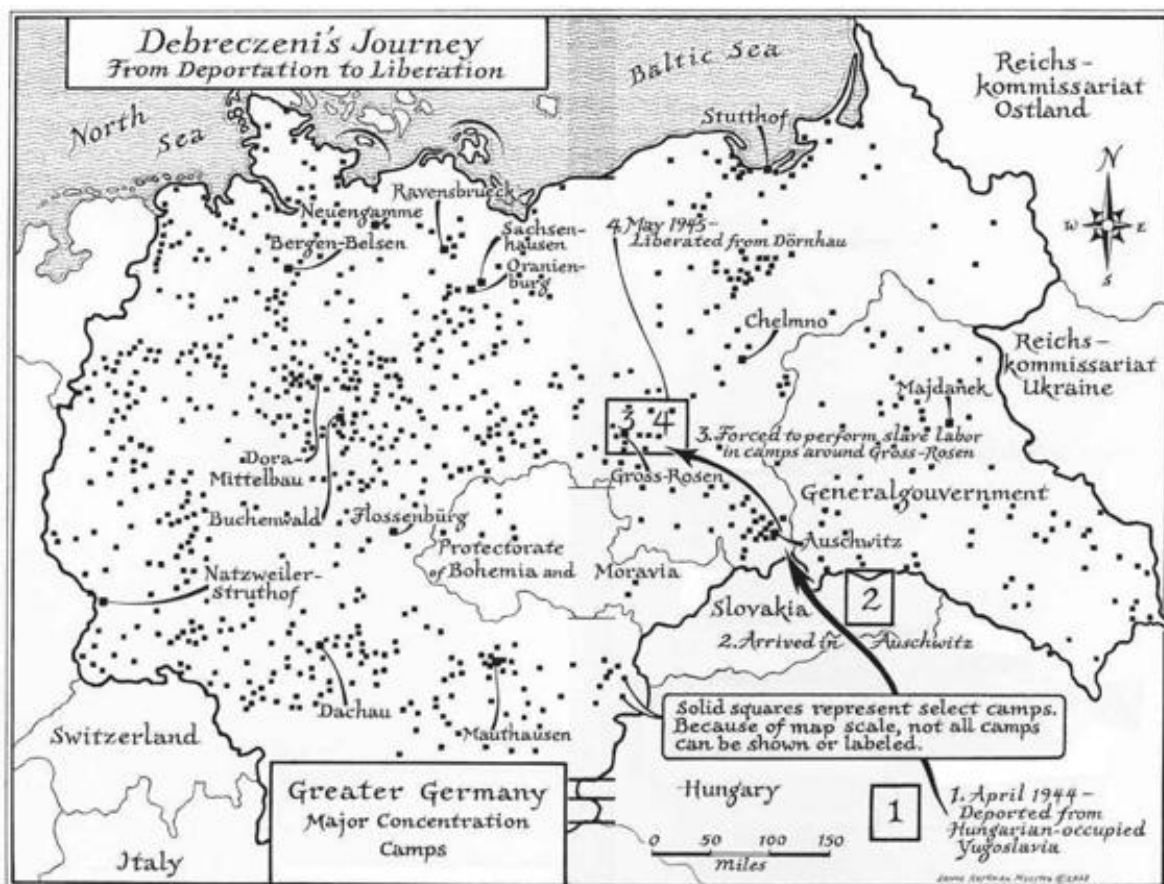 Debreczeni's Journey
From Deportation to Liberation
North
Sea
Baltic Sea
Reichs-
kommissariat
Ostland
N
W
E
S
Stutthof
Ravensbrueck
Neuengamme
Bergen-Belsen
Sachsen-
hausen
Oranien-
burg
4. May 1945–
Liberated from Dörnhau
Chelmno
Reichs-
kommissariat
Ukraine
Majdanek
3 4
3. Forced to perform slave labor
in camps around Gross-Rosen
Gross-Rosen
Dora-
Mittelbau
Buchenwald
Flossenbürg
Generalgouvernment
Auschwitz
Protectorate
of Bohemia and
Moravia
Natzweiler-
Struthof
Slovakia
2
2. Arrived in Auschwitz
Dachau
Mauthausen
Solid squares represent select camps.
Because of map scale, not all camps
can be shown or labeled.
Switzerland
Italy
Greater Germany
Major Concentration
Camps
Hungary
0 50 100 150
Miles
1
1. April 1944–
Deported from
Hungarian-occupied
Yugoslavia